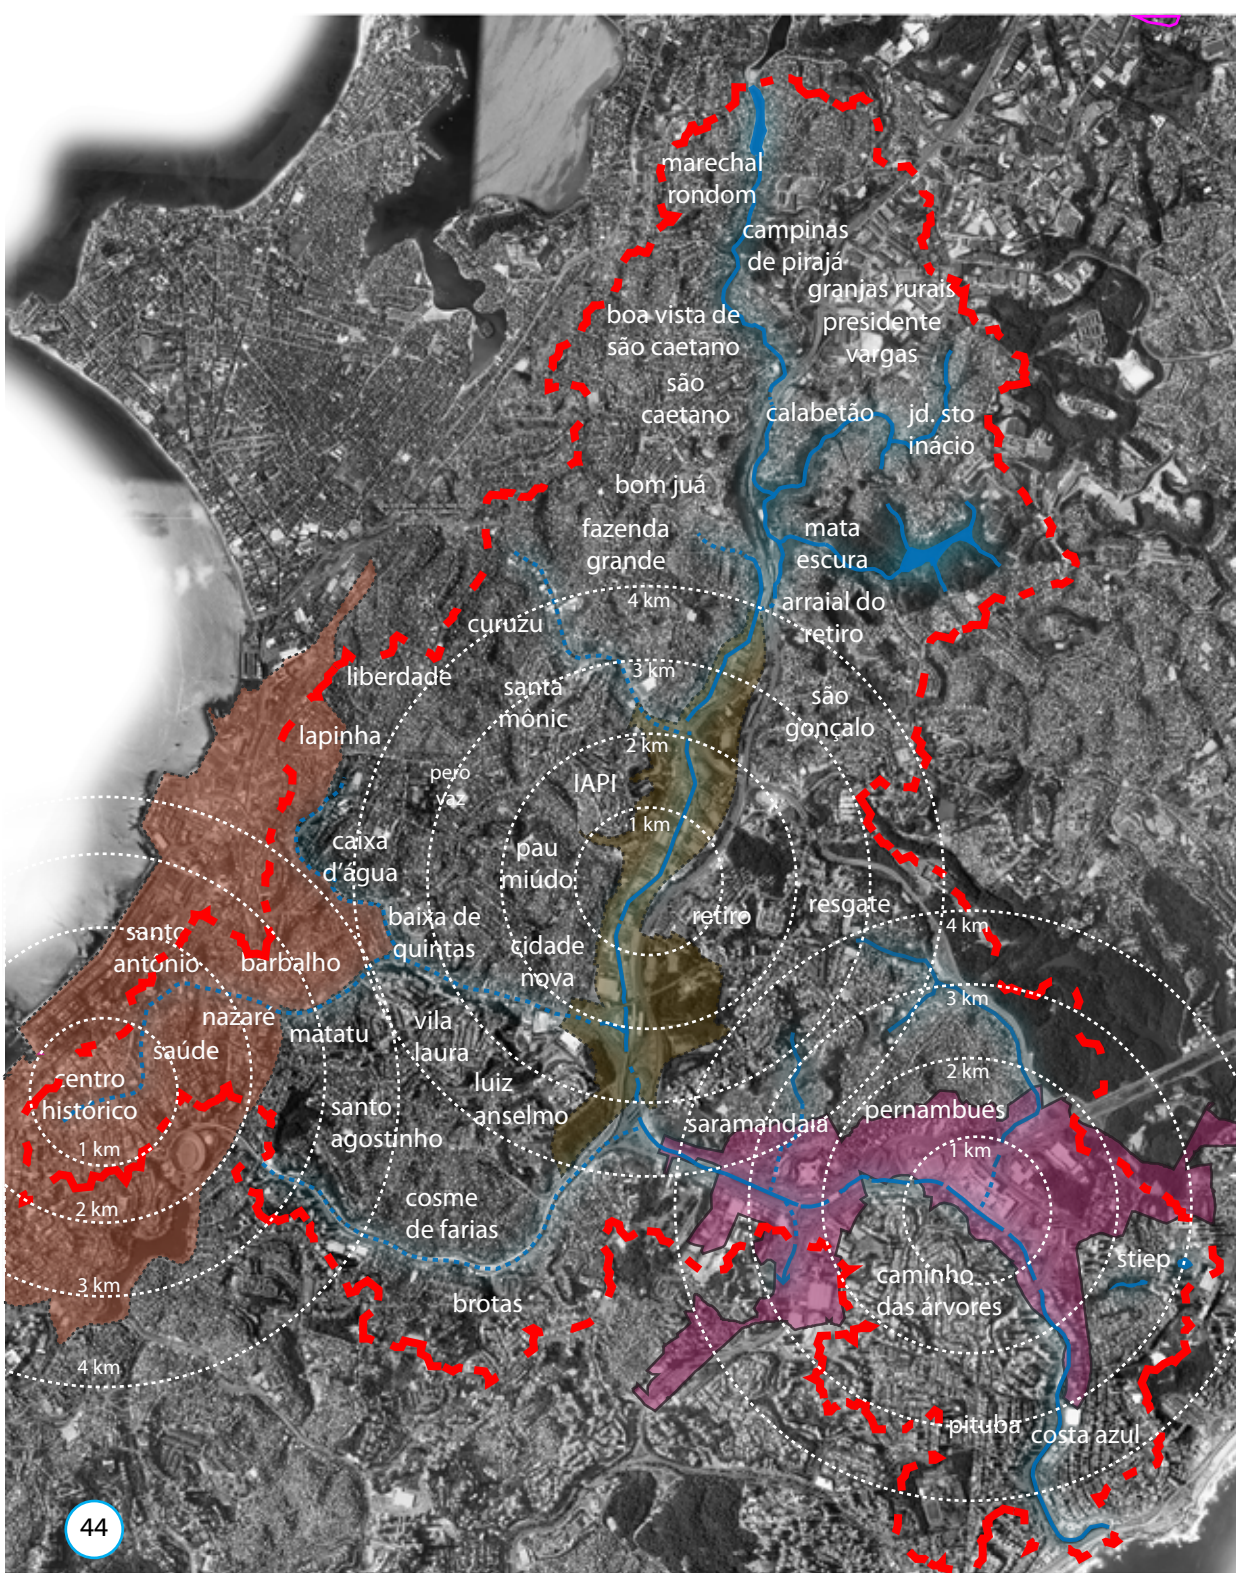 marechal
rondom
campinas
de pirajá
granjas rurais
presidente
vargas
boa vista de
são caetano
são
caetano
calabetão
jd. sto
inácio
bom juá
fazenda
grande
mata
escura
4 km
arraial do
retiro
curuzu
liberdade
3 km
santa
mônic
são
gonçalo
lapinha
2 km
pero
vaz
IAPI
1 km
caixa
d'água
pau
miúdo
resgate
retiro
baixa de
quintas
4 km
santo
antônio
cidade
nova
barbalho
3 km
nazaré
matatu
vila
laura
saúde
2 km
centro
histórico
luiz
anselmo
santo
agostinho
saramandaia
pernambués
1 km
1 km
2 km
cosme
de farias
stiep
3 km
caminho
das árvores
brotas
4 km
pituba
costa azul
44